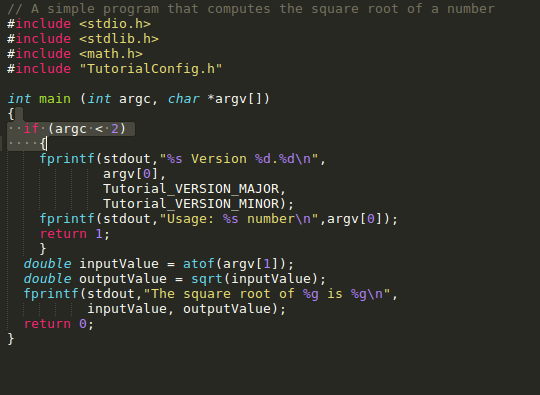 // A simple program that computes the square root of a number
#include <stdio.h>
#include <stdlib.h>
#include <math.h>
#include "TutorialConfig.h"

int main (int argc, char *argv[])
{
  if (argc < 2)
    {
    fprintf(stdout,"%s Version %d.%d\n",
            argv[0],
            Tutorial_VERSION_MAJOR,
            Tutorial_VERSION_MINOR);
    fprintf(stdout,"Usage: %s number\n",argv[0]);
    return 1;
    }
  double inputValue = atof(argv[1]);
  double outputValue = sqrt(inputValue);
  fprintf(stdout,"The square root of %g is %g\n",
          inputValue, outputValue);
  return 0;
}